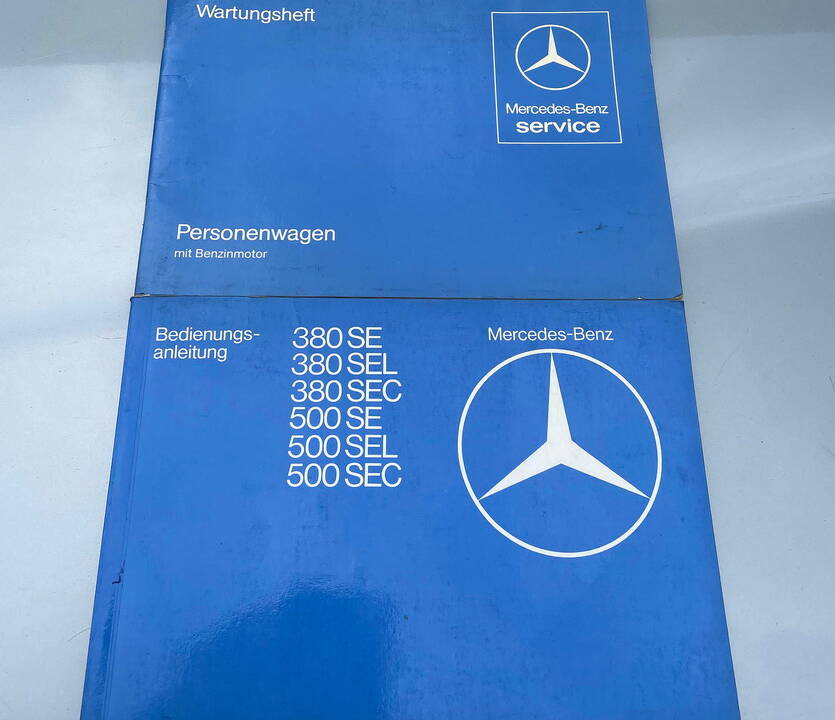 Wartungsheft
Mercedes-Benz
service
Personenwagen
mit Benzinmotor
Bedienungs-
anleitung
380 SE
380 SEL
380 SEC
500 SE
500 SEL
500 SEC
Mercedes-Benz